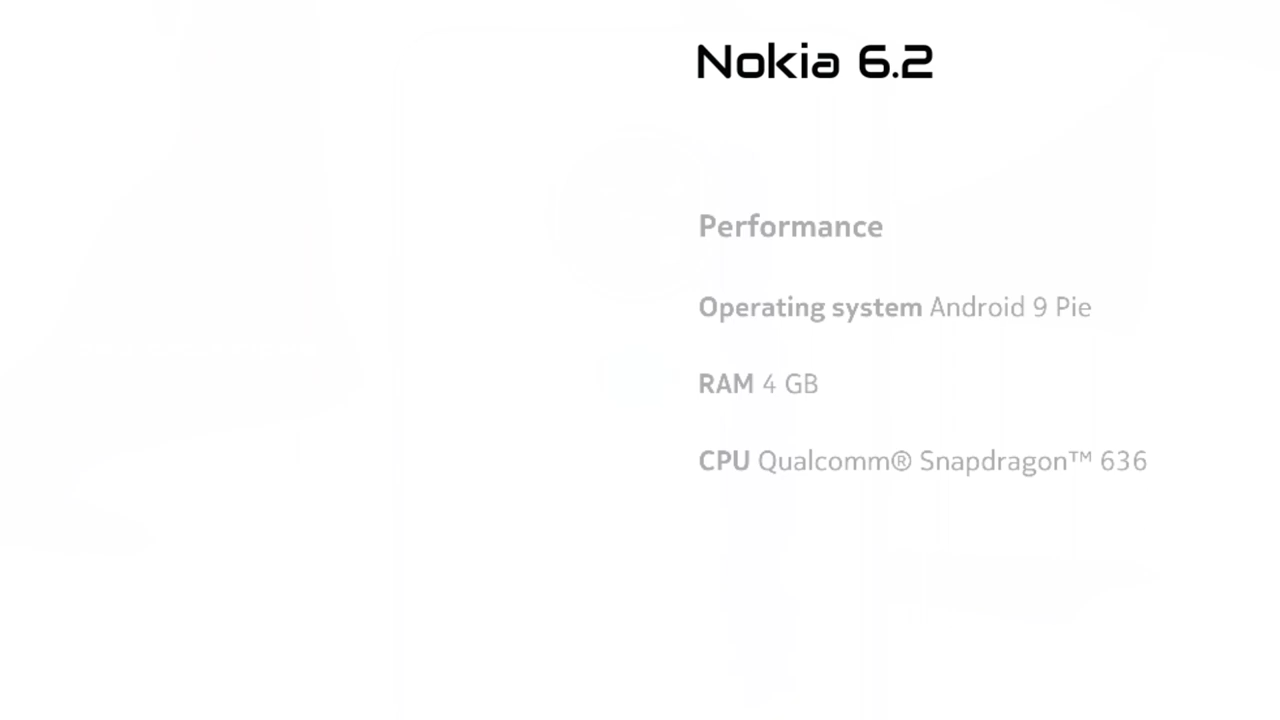 Nokia 6.2
Performance
Operating system Android 9 Pie
RAM 4 GB
CPU Qualcomm® Snapdragon™ 636